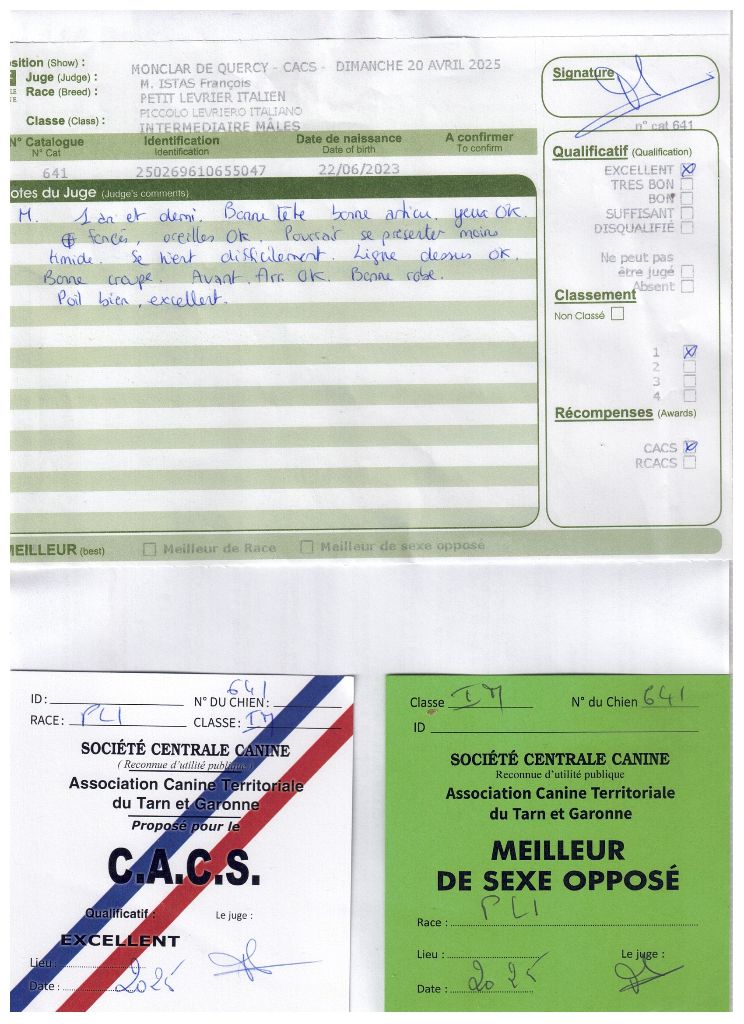 osition (Show) : MONCLAR DE QUERCY - CACS - DIMANCHE 20 AVRIL 2025
Juge (Judge) : M. ISTAS François
Race (Breed) : PETIT LEVRIER ITALIEN
PICCOLO LEVRIERO ITALIANO
Classe (Class) : INTERMEDIAIRE MÂLES
Signature
n° cat 641
N° Catalogue Identification Date de naissance A confirmer
N° Cat Identification Date of birth To confirm
641 250269610655047 22/06/2023
otes du Juge (Judge's comments)
M. 1 an et demi. Bonne tête bonne articu. yeux OK.
foncés, oreilles OK. Pourrait se présenter moins
timide. Se tient difficilement. Ligne dessus OK.
Bonne croupe. Avant, Arr. OK. Bonne robe.
Poil bien, excellent.
Qualificatif (Qualification)
EXCELLENT
TRES BON
BON
SUFFISANT
DISQUALIFIÉ
Ne peut pas
être jugé
Absent
Classement
Non Classé
1
2
3
4
Récompenses (Awards)
CACS
RCACS
MEILLEUR (best) Meilleur de Race Meilleur de sexe opposé
ID : N° DU CHIEN : 641
RACE : PLI CLASSE : IM
SOCIÉTÉ CENTRALE CANINE
( Reconnue d'utilité publique )
Association Canine Territoriale
du Tarn et Garonne
Proposé pour le
C.A.C.S.
Qualificatif : Le juge :
EXCELLENT
Lieu :
Date : 2025
Classe IM N° du Chien 641
ID
SOCIÉTÉ CENTRALE CANINE
Reconnue d'utilité publique
Association Canine Territoriale
du Tarn et Garonne
MEILLEUR
DE SEXE OPPOSÉ
Race : PLI
Lieu : Le juge :
Date : 2025